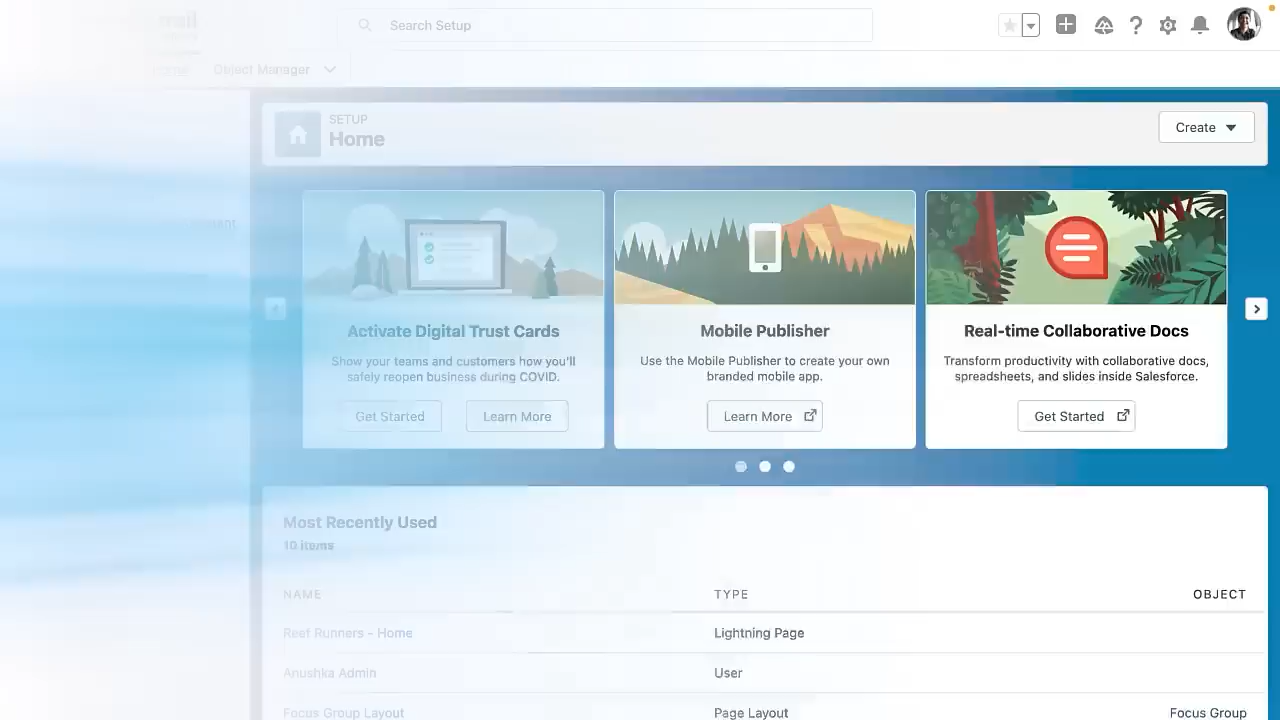 trail
Search Setup
Home
Object Manager
SETUP
Home
Create
Activate Digital Trust Cards
Show your teams and customers how you'll
safely reopen business during COVID.
Get Started
Learn More
Mobile Publisher
Use the Mobile Publisher to create your own
branded mobile app.
Learn More
Real-time Collaborative Docs
Transform productivity with collaborative docs,
spreadsheets, and slides inside Salesforce.
Get Started
Most Recently Used
10 items
NAME TYPE OBJECT
Reef Runners - Home Lightning Page
Anushka Admin User
Focus Group Layout Page Layout Focus Group